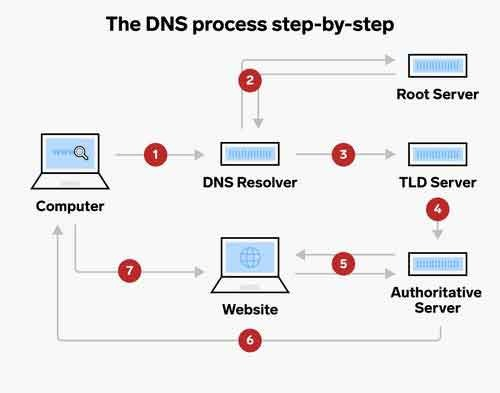 The DNS process step-by-step
2
Root Server
www
1
3
DNS Resolver
TLD Server
Computer
4
7
5
Website
Authoritative
Server
6